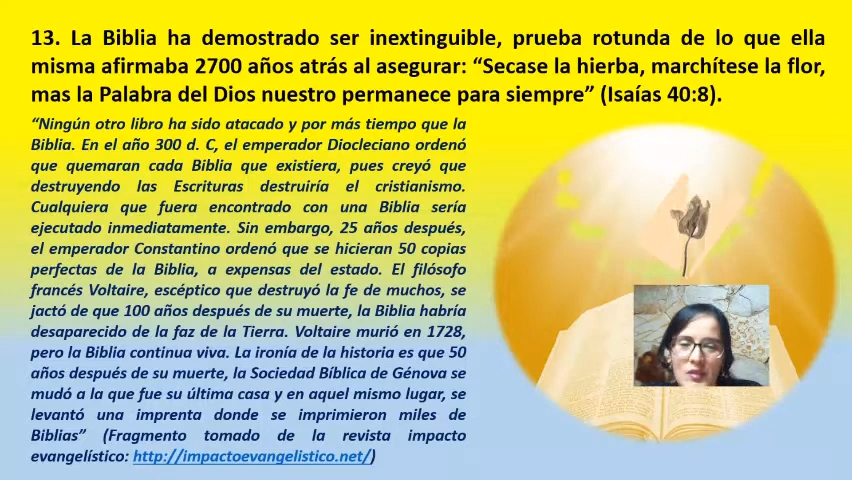 13. La Biblia ha demostrado ser inextinguible, prueba rotunda de lo que ella
misma afirmaba 2700 años atrás al asegurar: “Secase la hierba, marchítese la flor,
mas la Palabra del Dios nuestro permanece para siempre” (Isaías 40:8).
“Ningún otro libro ha sido atacado y por más tiempo que la
Biblia. En el año 300 d. C, el emperador Diocleciano ordenó
que quemaran cada Biblia que existiera, pues creyó que
destruyendo las Escrituras destruiría el cristianismo.
Cualquiera que fuera encontrado con una Biblia sería
ejecutado inmediatamente. Sin embargo, 25 años después,
el emperador Constantino ordenó que se hicieran 50 copias
perfectas de la Biblia, a expensas del estado. El filósofo
francés Voltaire, escéptico que destruyó la fe de muchos, se
jactó de que 100 años después de su muerte, la Biblia habría
desaparecido de la faz de la Tierra. Voltaire murió en 1728,
pero la Biblia continua viva. La ironía de la historia es que 50
años después de su muerte, la Sociedad Bíblica de Génova se
mudó a la que fue su última casa y en aquel mismo lugar, se
levantó una imprenta donde se imprimieron miles de
Biblias” (Fragmento tomado de la revista impacto
evangelístico: http://impactoevangelistico.net/)